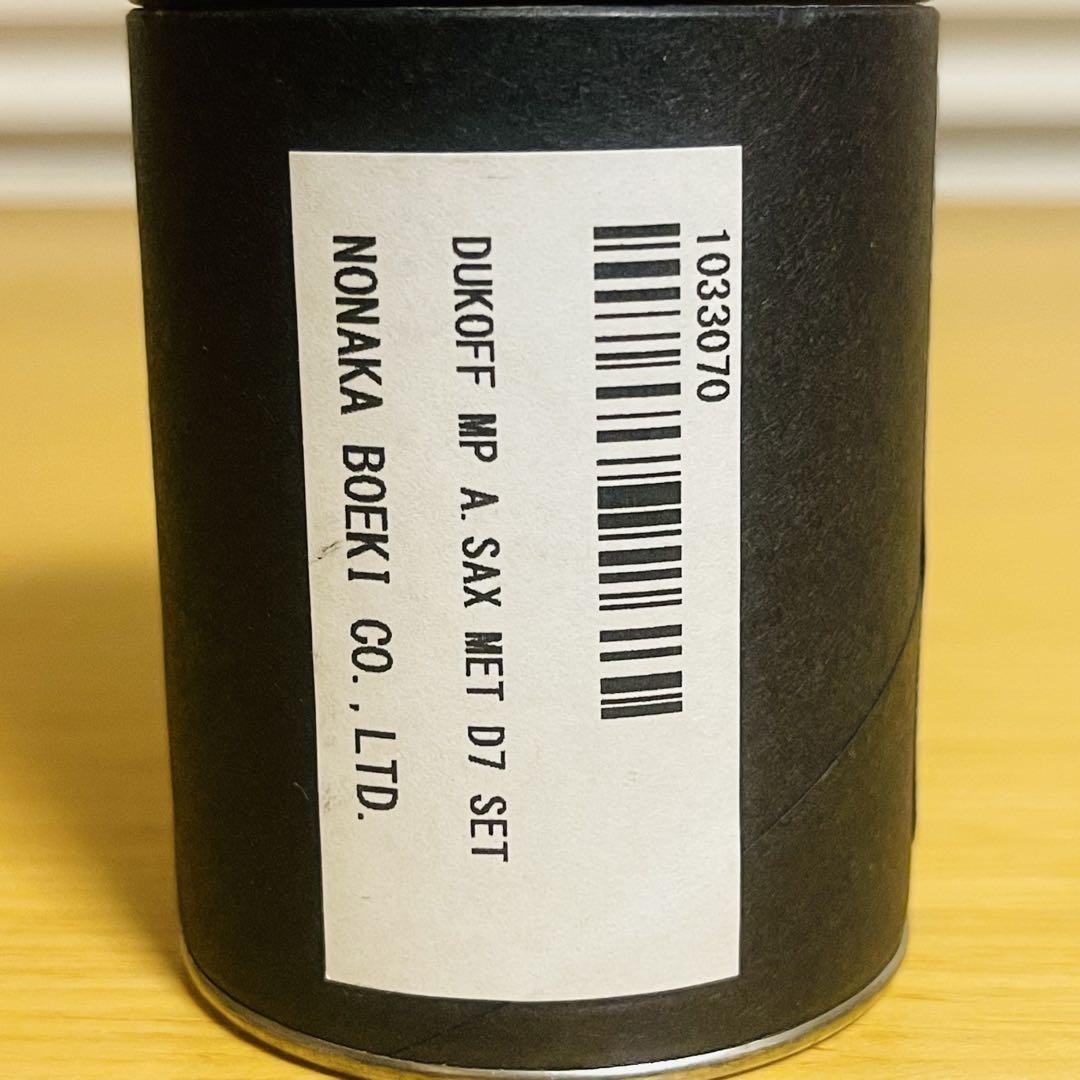 1033070
DUKOFF MP A.SAX MET D7 SET
NONAKA BOEKI CO.,LTD.